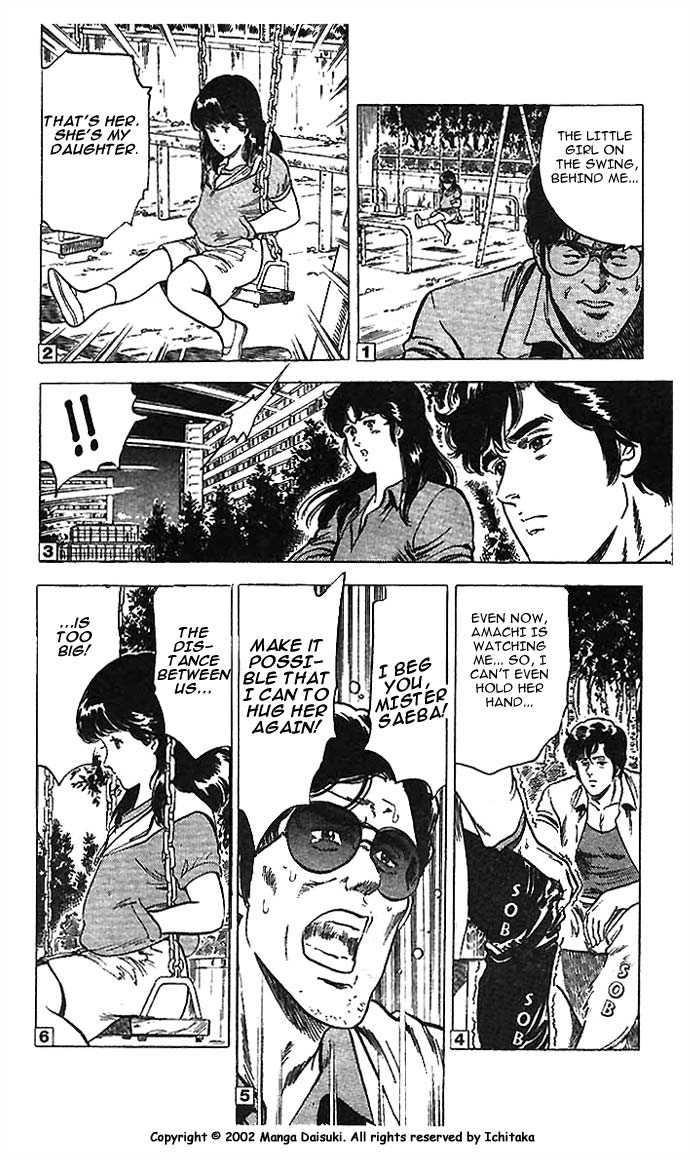 THE LITTLE
GIRL ON
THE SWING,
BEHIND ME...
1
THAT'S HER.
SHE'S MY
DAUGHTER.
2
!!
3
EVEN NOW,
AMACHI IS
WATCHING
ME... SO, I
CAN'T EVEN
HOLD HER
HAND...
SOB
SOB
SOB
4
I BEG
YOU,
MISTER
SAEBA!
MAKE IT
POSSI-
BLE THAT
I CAN TO
HUG HER
AGAIN!
5
THE
DIS-
TANCE
BETWEEN
US...
...IS
TOO
BIG!
6
Copyright © 2002 Manga Daisuki. All rights reserved by Ichitaka